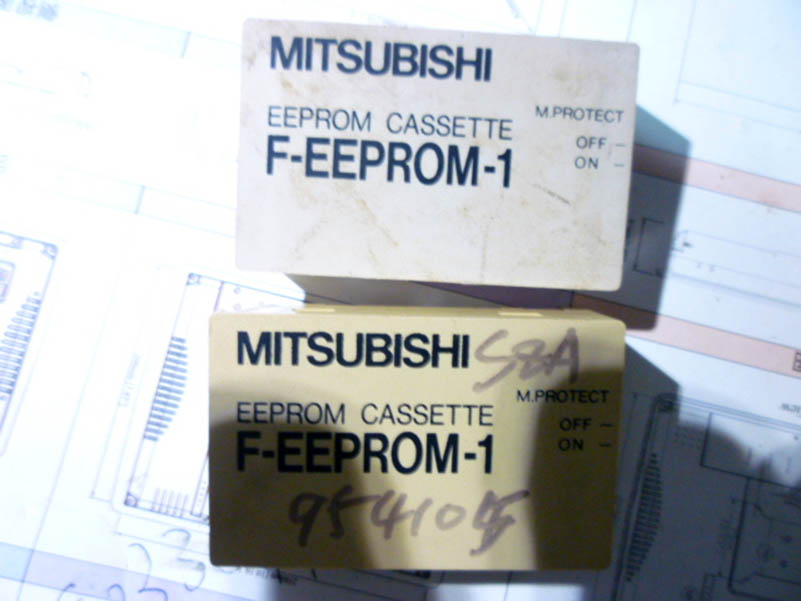 MITSUBISHI
EEPROM CASSETTE
F-EEPROM-1
M.PROTECT
OFF –
ON –
MITSUBISHI
EEPROM CASSETTE
F-EEPROM-1
M.PROTECT
OFF –
ON –